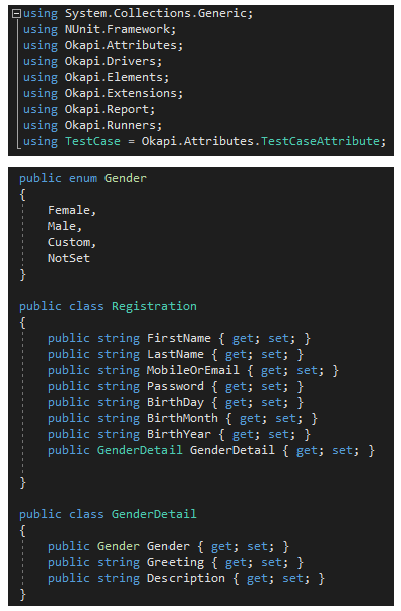 using System.Collections.Generic;
using NUnit.Framework;
using Okapi.Attributes;
using Okapi.Drivers;
using Okapi.Elements;
using Okapi.Extensions;
using Okapi.Report;
using Okapi.Runners;
using TestCase = Okapi.Attributes.TestCaseAttribute;
public enum Gender
{
    Female,
    Male,
    Custom,
    NotSet
}
public class Registration
{
    public string FirstName { get; set; }
    public string LastName { get; set; }
    public string MobileOrEmail { get; set; }
    public string Password { get; set; }
    public string BirthDay { get; set; }
    public string BirthMonth { get; set; }
    public string BirthYear { get; set; }
    public GenderDetail GenderDetail { get; set; }
}
public class GenderDetail
{
    public Gender Gender { get; set; }
    public string Greeting { get; set; }
    public string Description { get; set; }
}